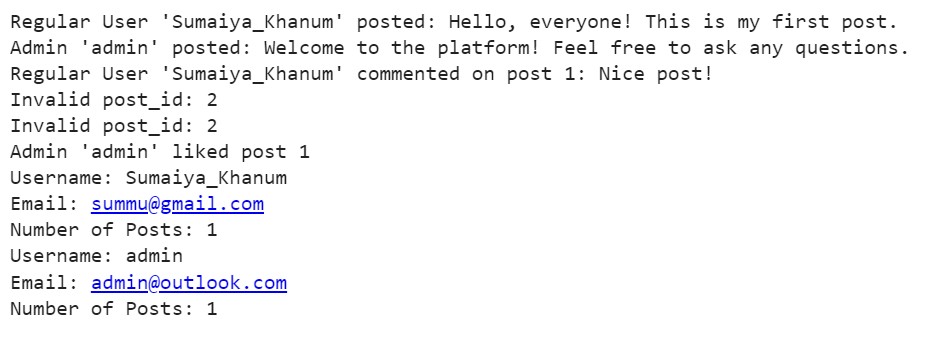 Regular User 'Sumaiya_Khanum' posted: Hello, everyone! This is my first post.
Admin 'admin' posted: Welcome to the platform! Feel free to ask any questions.
Regular User 'Sumaiya_Khanum' commented on post 1: Nice post!
Invalid post_id: 2
Invalid post_id: 2
Admin 'admin' liked post 1
Username: Sumaiya_Khanum
Email: summu@gmail.com
Number of Posts: 1
Username: admin
Email: admin@outlook.com
Number of Posts: 1